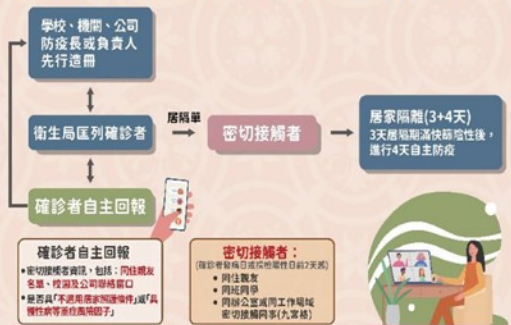 學校、機關、公司
防疫長或負責人
先行造冊
衛生局匡列確診者
居隔單
密切接觸者
居家隔離(3+4天)
3天居隔期滿快篩陰性後，
進行4天自主防疫
確診者自主回報
確診者自主回報
•密切接觸者資訊，包括：同住親友
名單、校園及公司聯絡窗口
•是否具「不適用居家照護條件」或「具
慢性病等重症風險因子」
密切接觸者：
(確診者發病日或採檢陽性日前2天起)
• 同住親友
• 同班同學
• 同辦公室或同工作場域
密切接觸同事(九宮格)